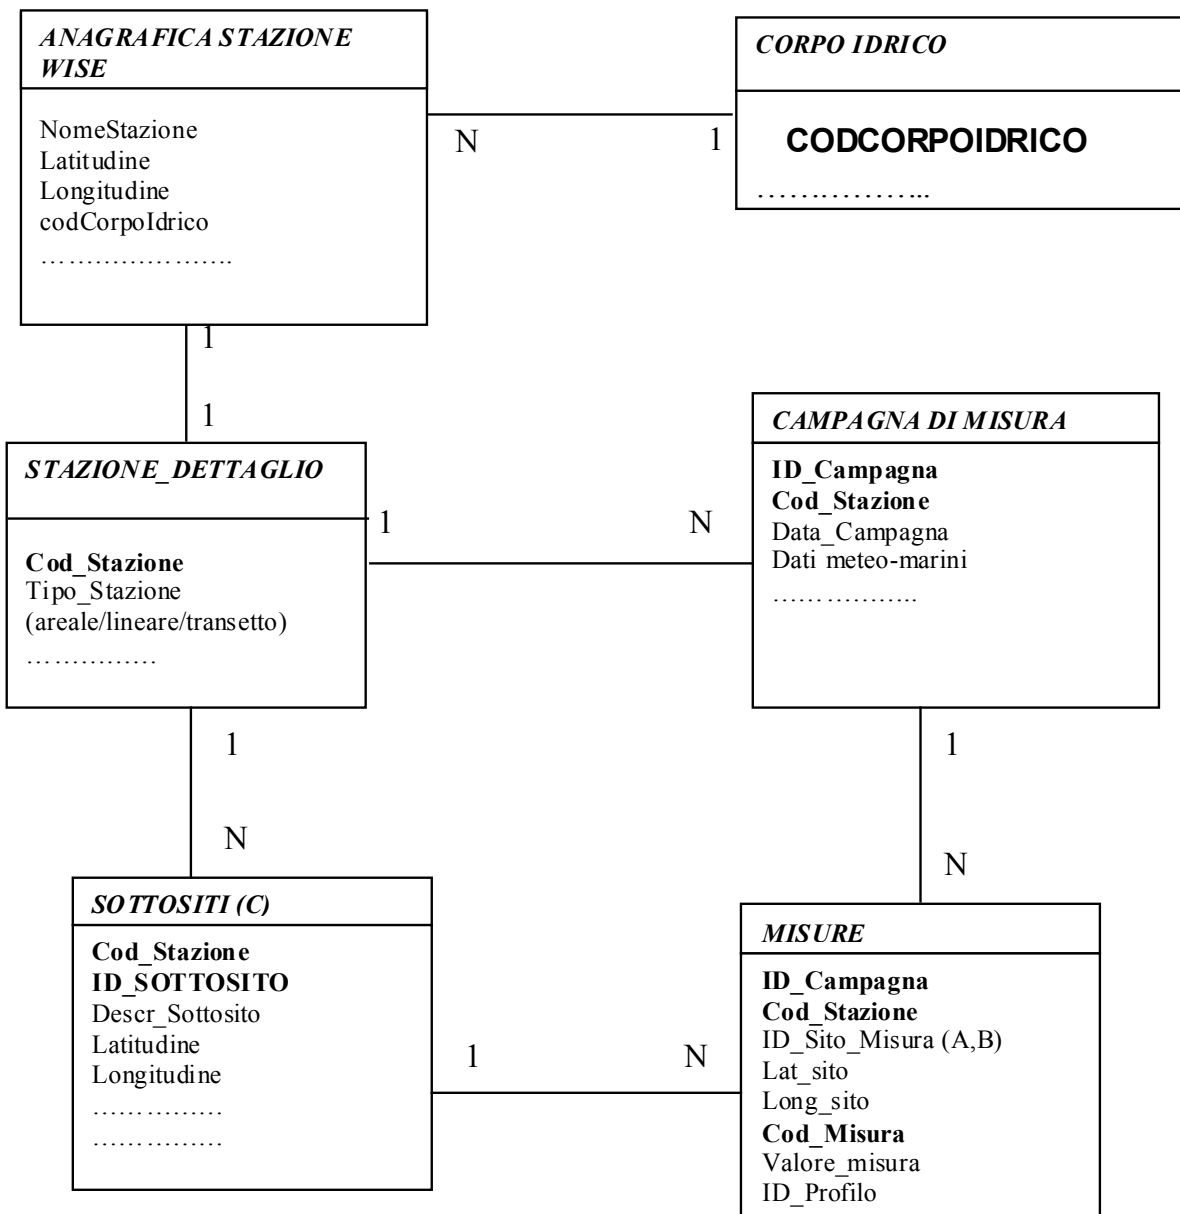 ANAGRAFICA STAZIONE
WISE
NomeStazione
Latitudine
Longitudine
codCorpoIdrico
…………………….
N
1
CORPO IDRICO
CODCORPOIDRICO
……………...
1
1
STAZIONE_DETTAGLIO
Cod_Stazione
Tipo_Stazione
(areale/lineare/transetto)
……………
1
N
CAMPAGNA DI MISURA
ID_Campagna
Cod_Stazione
Data_Campagna
Dati meteo-marini
……………..
1
N
1
N
SOTTOSITI (C)
Cod_Stazione
ID_SOTTOSITO
Descr_Sottosito
Latitudine
Longitudine
……………
……………
1
N
MISURE
ID_Campagna
Cod_Stazione
ID_Sito_Misura (A,B)
Lat_sito
Long_sito
Cod_Misura
Valore_misura
ID_Profilo